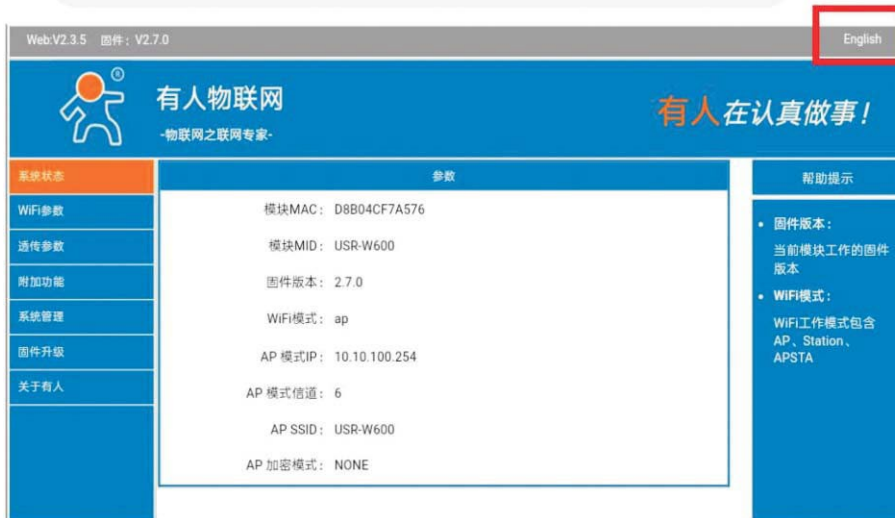 Web:V2.3.5 固件：V2.7.0
English
®
有人物联网
-物联网之联网专家-
有人在认真做事！
系统状态
WiFi参数
透传参数
附加功能
系统管理
固件升级
关于有人
参数
模块MAC： D8B04CF7A576
模块MID： USR-W600
固件版本： 2.7.0
WiFi模式： ap
AP 模式IP： 10.10.100.254
AP 模式信道： 6
AP SSID： USR-W600
AP 加密模式： NONE
帮助提示
• 固件版本：
当前模块工作的固件
版本
• WiFi模式：
WiFi工作模式包含
AP、Station、
APSTA